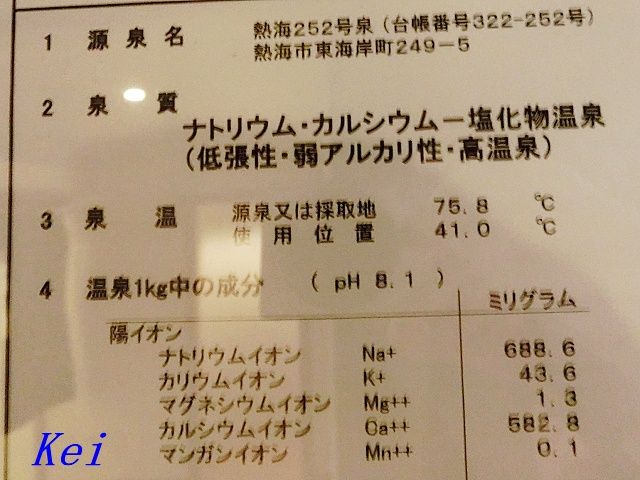 1 源泉名 熱海252号泉（台帳番号322-252号）
熱海市東海岸町249-5
2 泉質
ナトリウム・カルシウム－塩化物温泉
（低張性・弱アルカリ性・高温泉）
3 泉温 源泉又は採取地 75.8 ℃
使用位置 41.0 ℃
4 温泉1kg中の成分 （ pH 8.1 ）
ミリグラム
陽イオン
ナトリウムイオン Na+ 688.6
カリウムイオン K+ 43.6
マグネシウムイオン Mg++ 1.3
カルシウムイオン Ca++ 582.8
マンガンイオン Mn++ 0.1
Kei